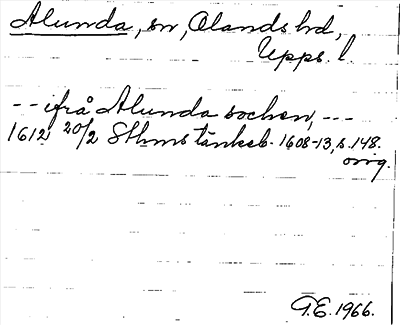 Alunda, sn, Olands hd,
Upps. l.
-- ifrå Alunda sochen, ---
1612 20/2 Sthms tänkeb. 1608-13, s. 148.
orig.
G.E. 1966.